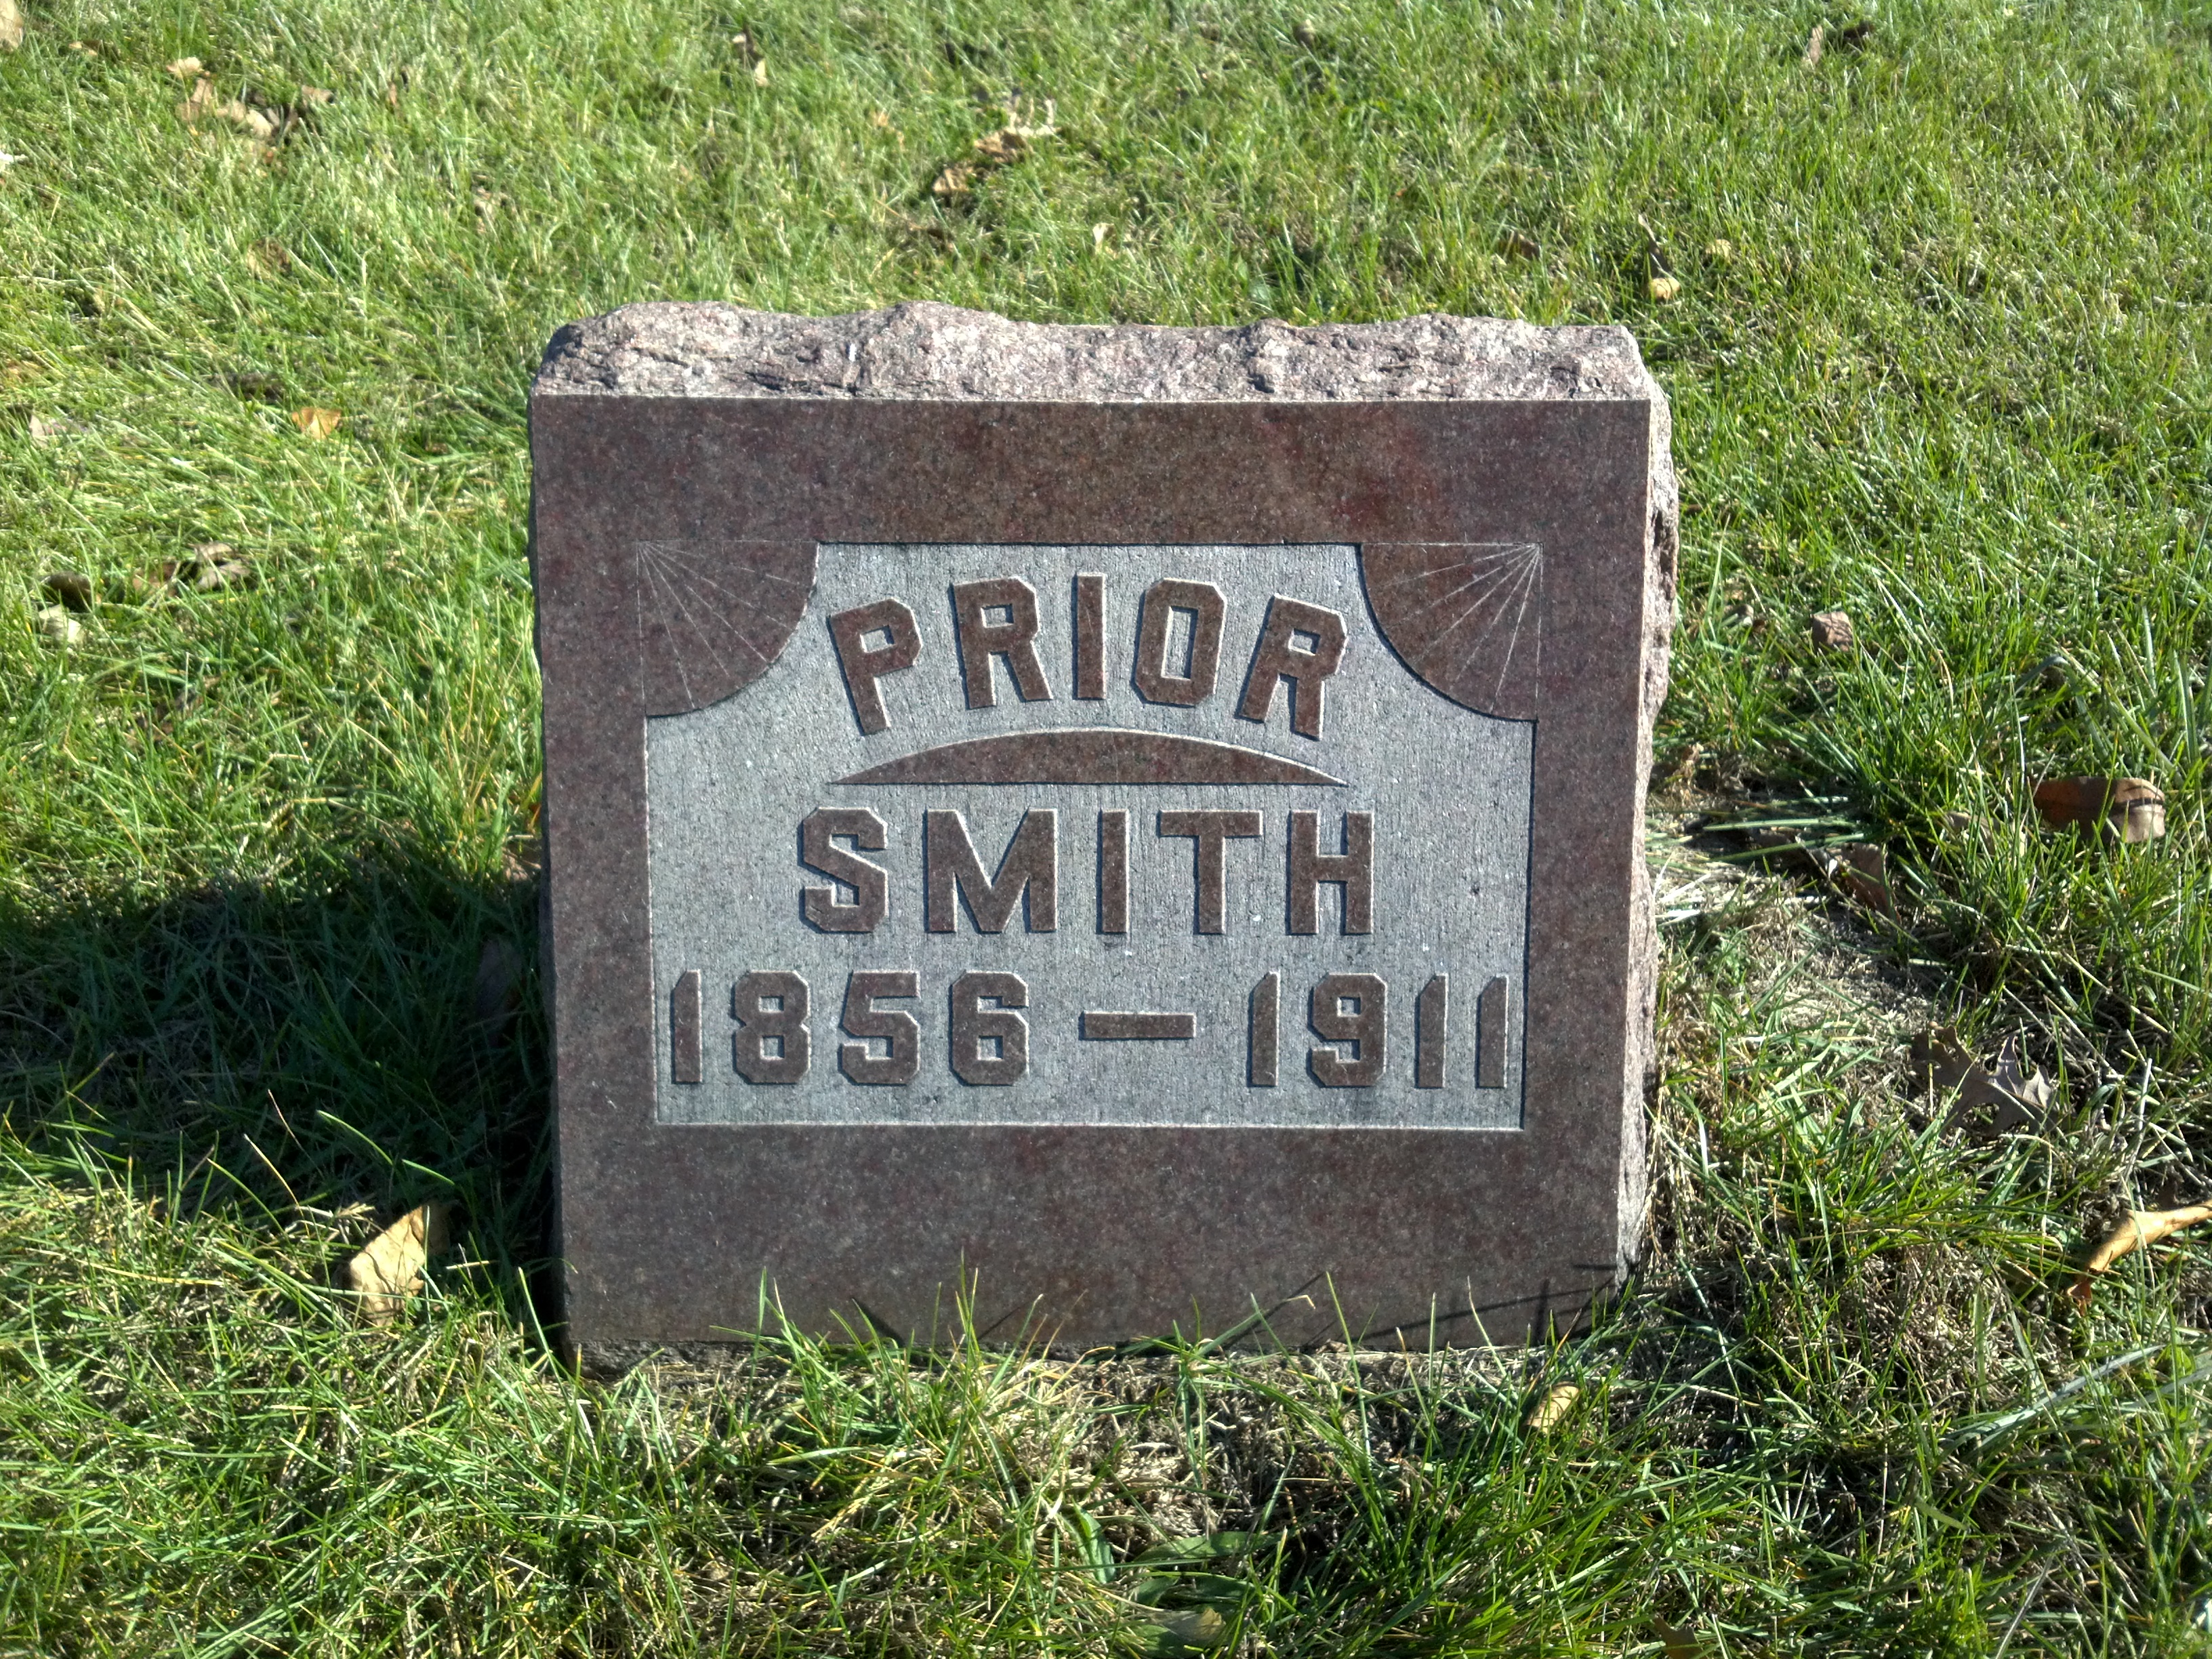 PRIOR
SMITH
1856 — 1911